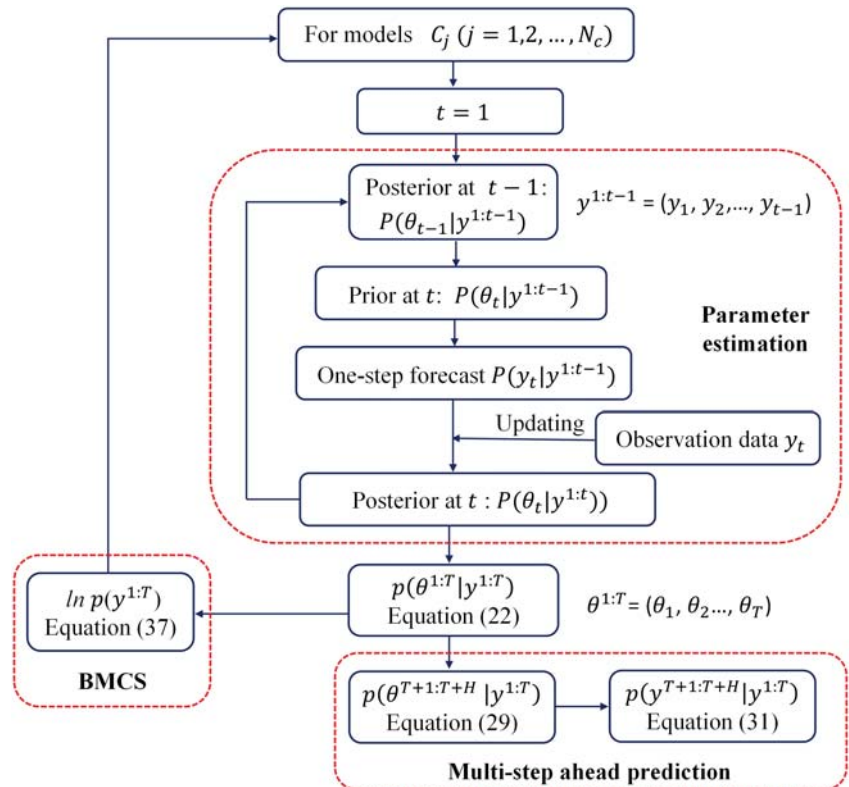 For models C_j (j = 1,2, ..., N_c)
t = 1
Posterior at t − 1:
P(θ_{t−1}|y^{1:t−1})
y^{1:t−1} = (y_1, y_2,..., y_{t−1})
Prior at t: P(θ_t|y^{1:t−1})
Parameter
estimation
One-step forecast P(y_t|y^{1:t−1})
Updating
Observation data y_t
Posterior at t : P(θ_t|y^{1:t}))
ln p(y^{1:T})
Equation (37)
BMCS
p(θ^{1:T}|y^{1:T})
Equation (22)
θ^{1:T}= (θ_1, θ_2..., θ_T)
p(θ^{T+1:T+H} |y^{1:T})
Equation (29)
p(y^{T+1:T+H}|y^{1:T})
Equation (31)
Multi-step ahead prediction